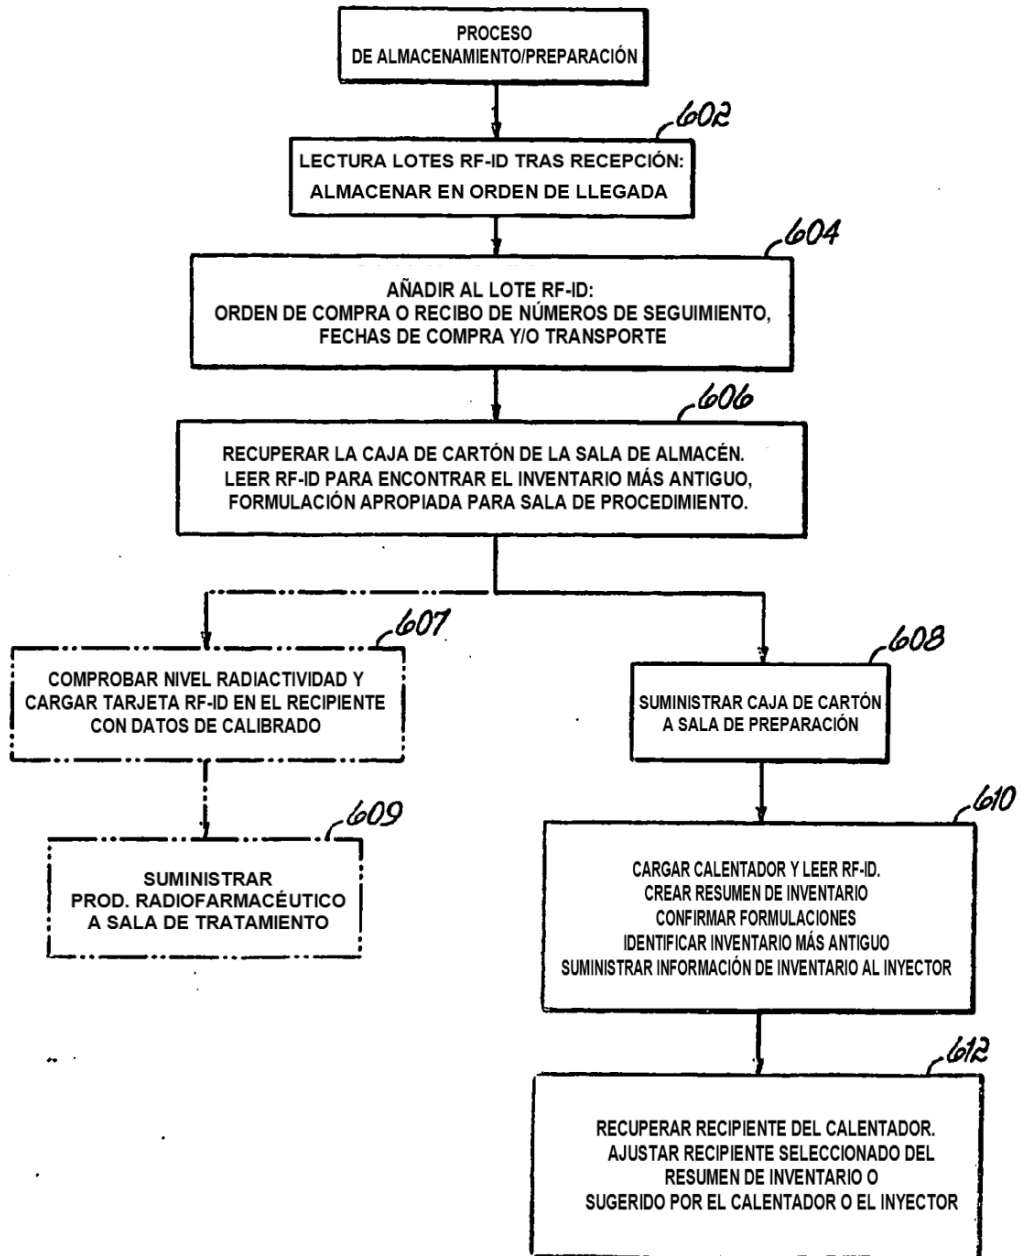 PROCESO
DE ALMACENAMIENTO/PREPARACIÓN
602
LECTURA LOTES RF-ID TRAS RECEPCIÓN:
ALMACENAR EN ORDEN DE LLEGADA
604
AÑADIR AL LOTE RF-ID:
ORDEN DE COMPRA O RECIBO DE NÚMEROS DE SEGUIMIENTO,
FECHAS DE COMPRA Y/O TRANSPORTE
606
RECUPERAR LA CAJA DE CARTÓN DE LA SALA DE ALMACÉN.
LEER RF-ID PARA ENCONTRAR EL INVENTARIO MÁS ANTIGUO,
FORMULACIÓN APROPIADA PARA SALA DE PROCEDIMIENTO.
607
COMPROBAR NIVEL RADIACTIVIDAD Y
CARGAR TARJETA RF-ID EN EL RECIPIENTE
CON DATOS DE CALIBRADO
609
SUMINISTRAR
PROD. RADIOFARMACÉUTICO
A SALA DE TRATAMIENTO
608
SUMINISTRAR CAJA DE CARTÓN
A SALA DE PREPARACIÓN
610
CARGAR CALENTADOR Y LEER RF-ID.
CREAR RESUMEN DE INVENTARIO
CONFIRMAR FORMULACIONES
IDENTIFICAR INVENTARIO MÁS ANTIGUO
SUMINISTRAR INFORMACIÓN DE INVENTARIO AL INYECTOR
612
RECUPERAR RECIPIENTE DEL CALENTADOR.
AJUSTAR RECIPIENTE SELECCIONADO DEL
RESUMEN DE INVENTARIO O
SUGERIDO POR EL CALENTADOR O EL INYECTOR